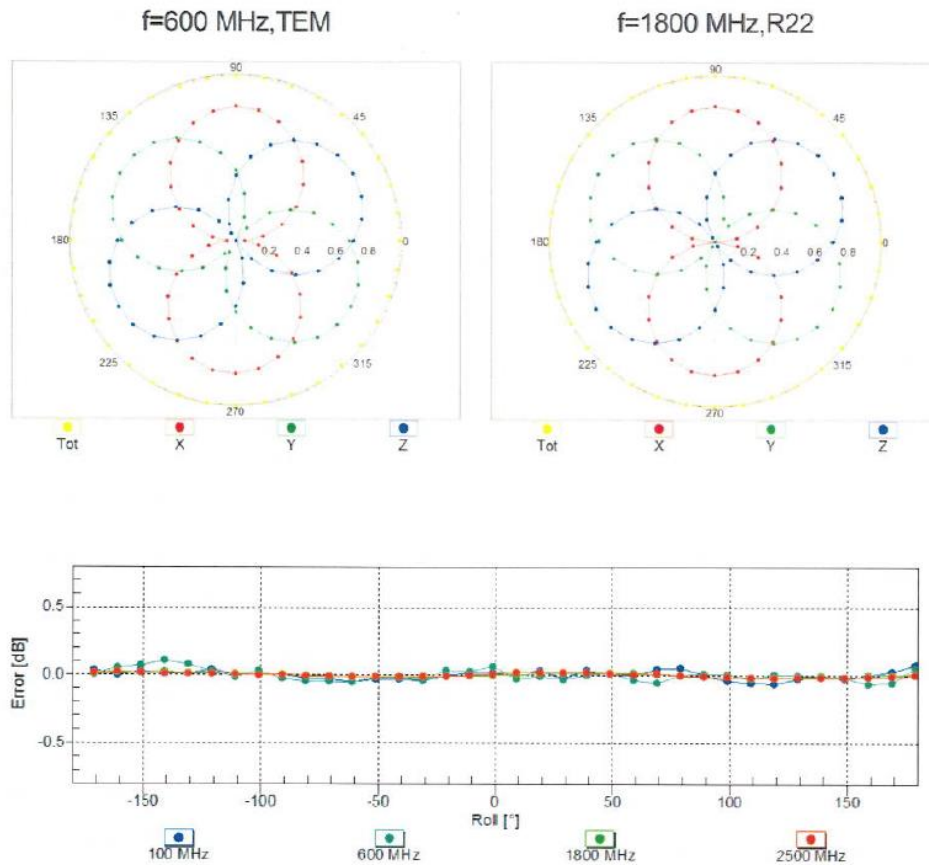 f=600 MHz,TEM
f=1800 MHz,R22
90
135
45
180
0.2 0.4 0.6 0.8
0
225
315
270
Tot X Y Z
90
135
45
180
0.2 0.4 0.6 0.8
0
225
315
270
Tot X Y Z
0.5
0.0
-0.5
Error [dB]
-150 -100 -50 0 50 100 150
Roll [°]
100 MHz 600 MHz 1800 MHz 2500 MHz